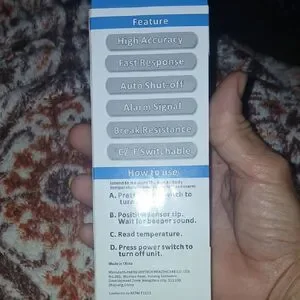 Feature
High Accuracy
Fast Response
Auto Shut-off
Alarm Signal
Break Resistance
C/ F Switchable
How to use
A. Press power switch to
turn
B. Position sensor tip.
Wait for beeper sound.
C. Read temperature.
D. Press power switch to
turn off unit.
Made in China